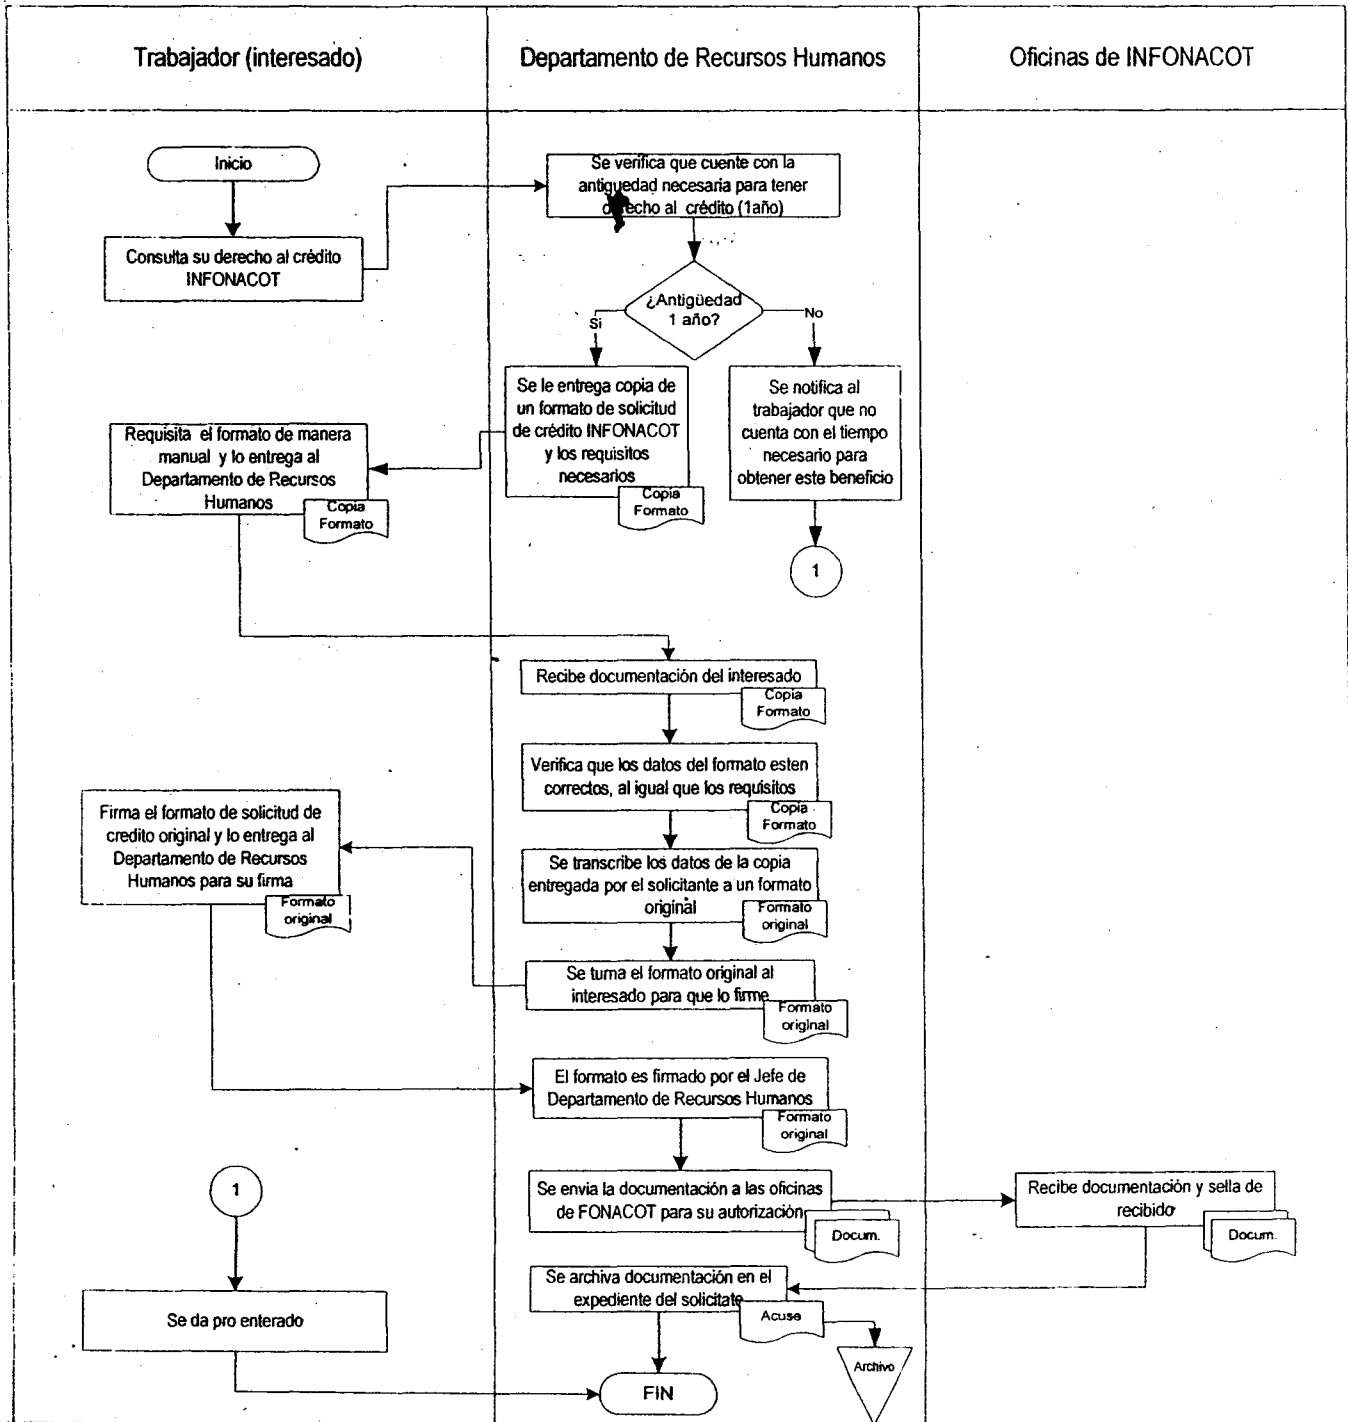 Trabajador (interesado)
Departamento de Recursos Humanos
Oficinas de INFONACOT
Inicio
Consulta su derecho al crédito
INFONACOT
Se verifica que cuente con la
antiguedad necesaria para tener
derecho al crédito (1año)
¿Antigüedad
1 año?
Si
No
Se le entrega copia de
un formato de solicitud
de crédito INFONACOT
y los requisitos
necesarios
Copia
Formato
Se notifica al
trabajador que no
cuenta con el tiempo
necesario para
obtener este beneficio
1
Requisita el formato de manera
manual y lo entrega al
Departamento de Recursos
Humanos
Copia
Formato
Recibe documentación del interesado
Copia
Formato
Verifica que los datos del formato esten
correctos, al igual que los requisitos
Copia
Formato
Se transcribe los datos de la copia
entregada por el solicitante a un formato
original
Formato
original
Se turna el formato original al
interesado para que lo firme
Formato
original
Firma el formato de solicitud de
credito original y lo entrega al
Departamento de Recursos
Humanos para su firma
Formato
original
El formato es firmado por el Jefe de
Departamento de Recursos Humanos
Formato
original
Se envia la documentación a las oficinas
de FONACOT para su autorización
Docum.
Recibe documentación y sella de
recibido
Docum.
Se archiva documentación en el
expediente del solicitate
Acuse
Archivo
1
Se da pro enterado
FIN